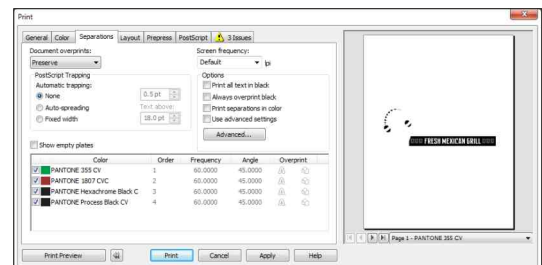 Print
General Color Separations Layout Prepress PostScript 3 Issues
Document overprints:
Preserve
Screen frequency:
Default lpi
PostScript Trapping
Automatic trapping:
None
Auto-spreading
Fixed width
0.5 pt
Text above:
18.0 pt
Options
Print all text in black
Always overprint black
Print separations in color
Use advanced settings
Advanced...
Show empty plates
Color Order Frequency Angle Overprint
PANTONE 355 CV 1 60.0000 45.0000
PANTONE 1807 CVC 2 60.0000 45.0000
PANTONE Hexachrome Black C 3 60.0000 45.0000
PANTONE Process Black CV 4 60.0000 45.0000
Print Preview Print Cancel Apply Help
FRESH MEXICAN GRILL
Page 1 - PANTONE 355 CV